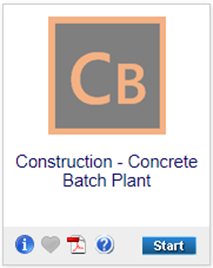 CB
Construction - Concrete
Batch Plant
Start